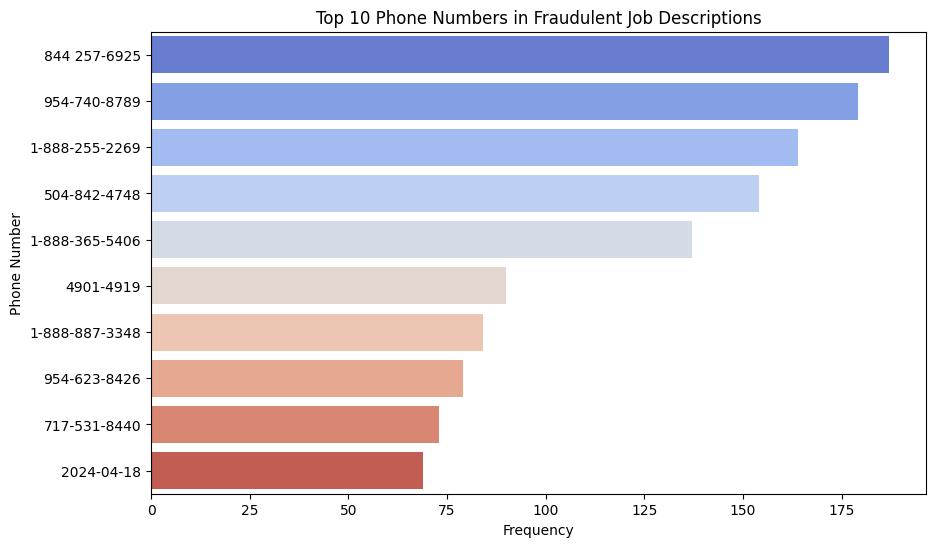 Top 10 Phone Numbers in Fraudulent Job Descriptions
844 257-6925
954-740-8789
1-888-255-2269
504-842-4748
1-888-365-5406
4901-4919
1-888-887-3348
954-623-8426
717-531-8440
2024-04-18
Phone Number
0 25 50 75 100 125 150 175
Frequency